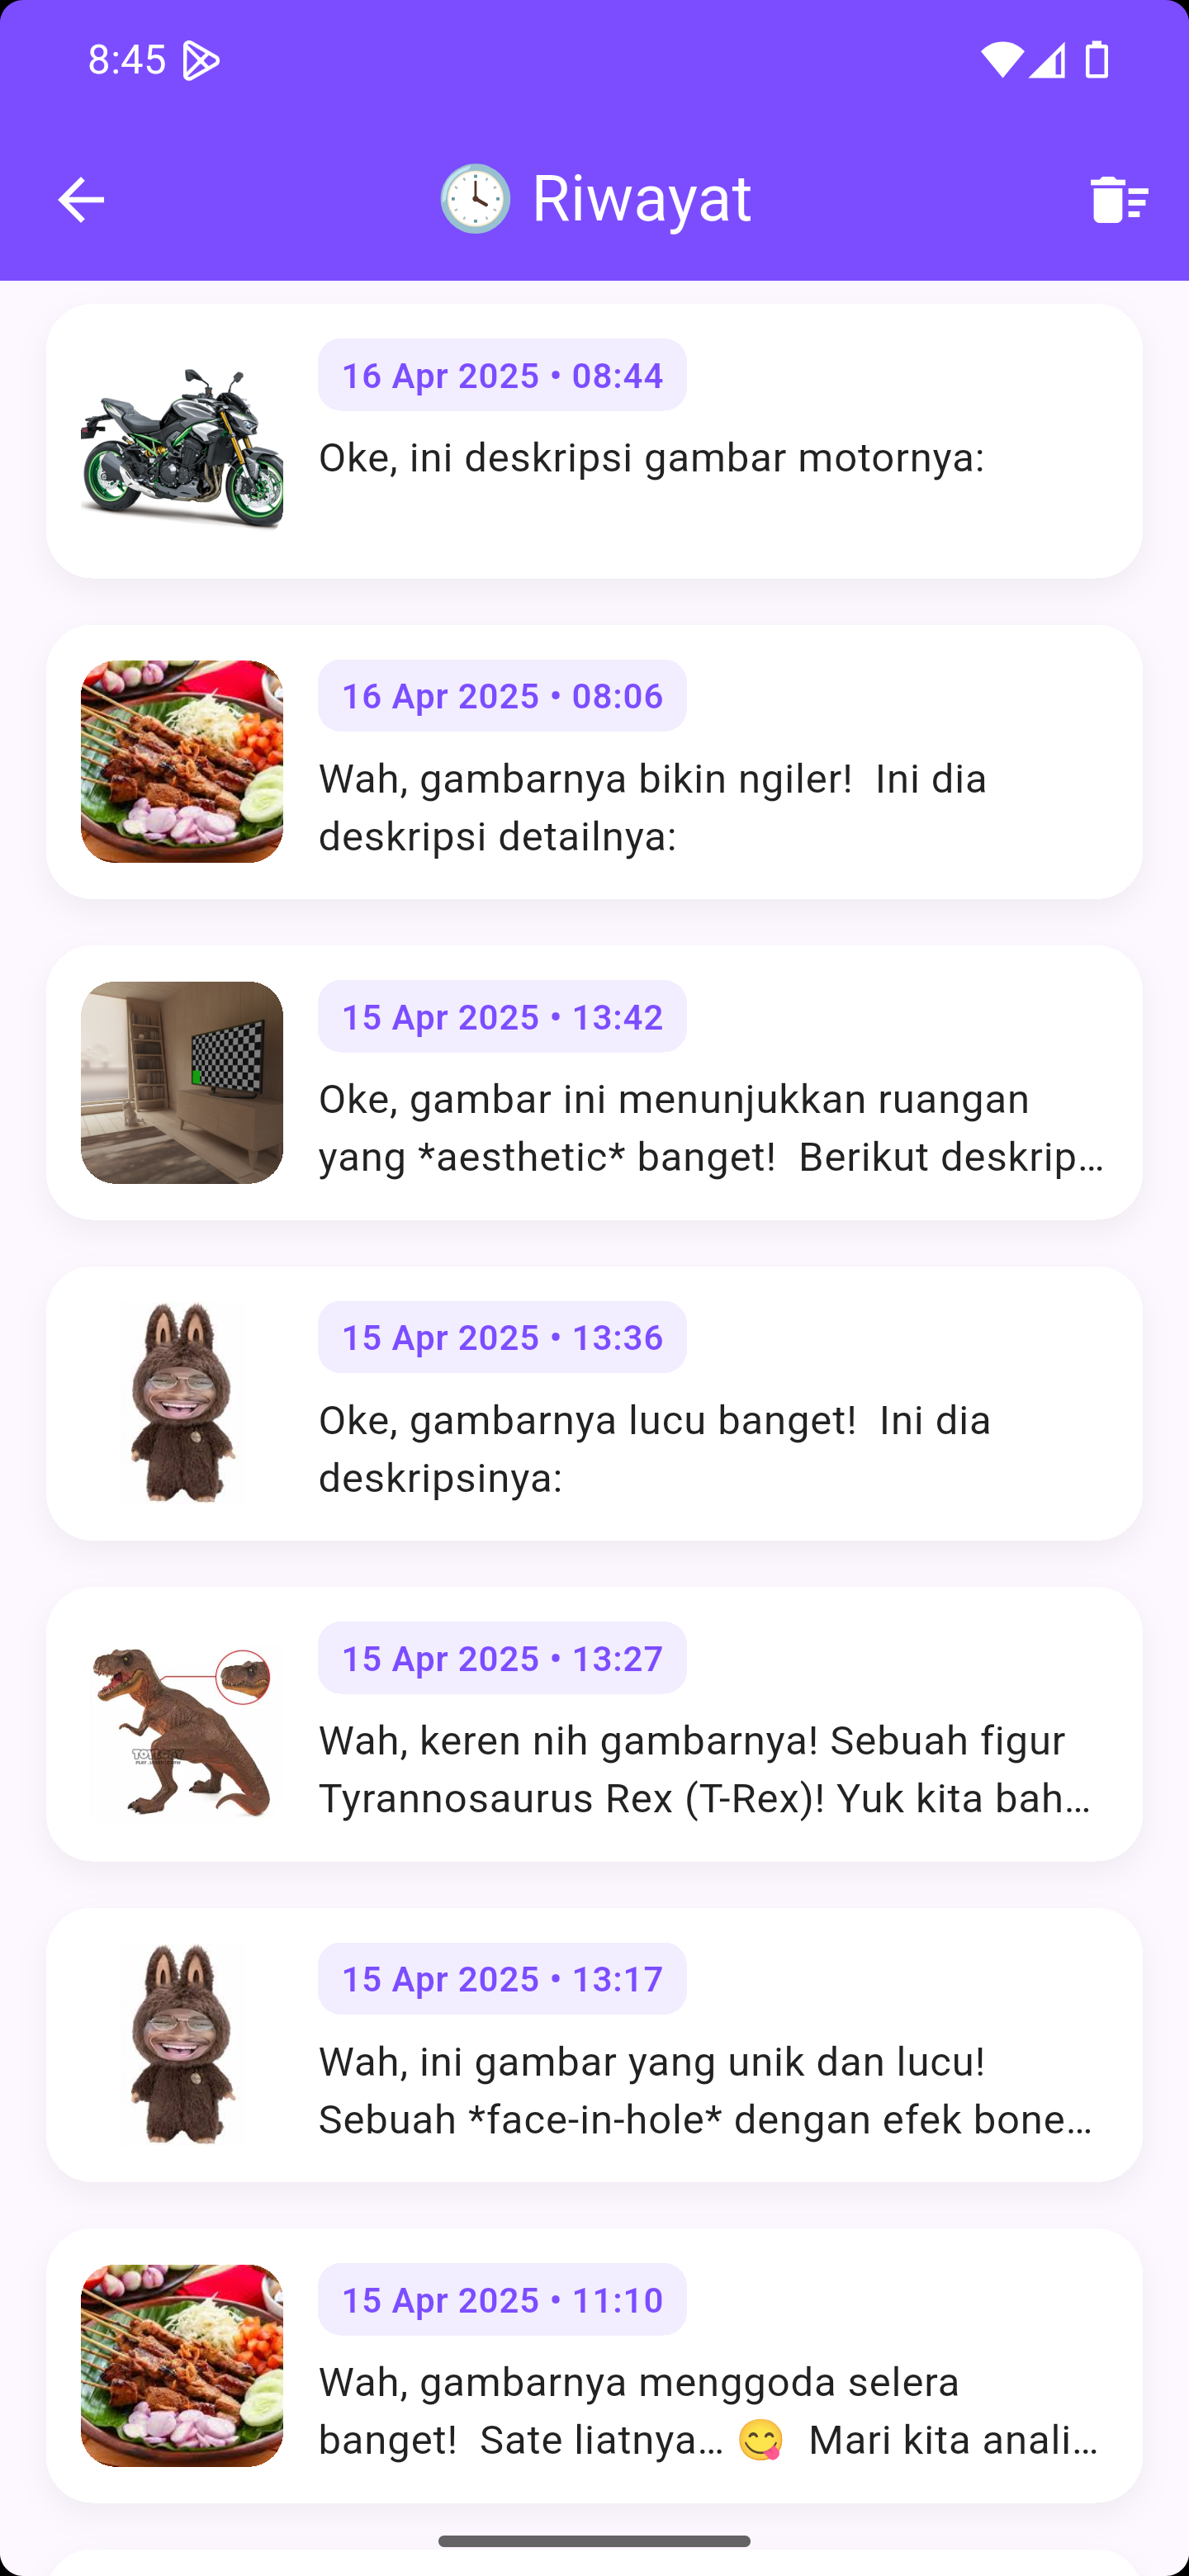 8:45
🕓 Riwayat
16 Apr 2025 • 08:44
Oke, ini deskripsi gambar motornya:
16 Apr 2025 • 08:06
Wah, gambarnya bikin ngiler!  Ini dia
deskripsi detailnya:
15 Apr 2025 • 13:42
Oke, gambar ini menunjukkan ruangan
yang *aesthetic* banget!  Berikut deskrip…
15 Apr 2025 • 13:36
Oke, gambarnya lucu banget!  Ini dia
deskripsinya:
15 Apr 2025 • 13:27
Wah, keren nih gambarnya! Sebuah figur
Tyrannosaurus Rex (T-Rex)! Yuk kita bah…
15 Apr 2025 • 13:17
Wah, ini gambar yang unik dan lucu!
Sebuah *face-in-hole* dengan efek bone…
15 Apr 2025 • 11:10
Wah, gambarnya menggoda selera
banget!  Sate liatnya… 😋  Mari kita anali…